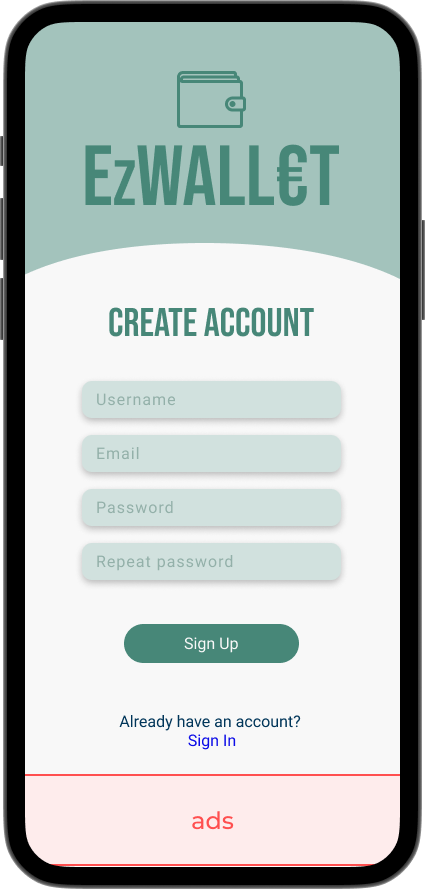 EzWALL€T
CREATE ACCOUNT
Username
Email
Password
Repeat password
Sign Up
Already have an account?
Sign In
ads